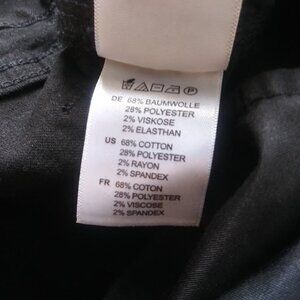 DE 68% BAUMWOLLE
28% POLYESTER
2% VISKOSE
2% ELASTHAN
US 68% COTTON
28% POLYESTER
2% RAYON
2% SPANDEX
FR 68% COTON
28% POLYESTER
2% VISCOSE
2% SPANDEX